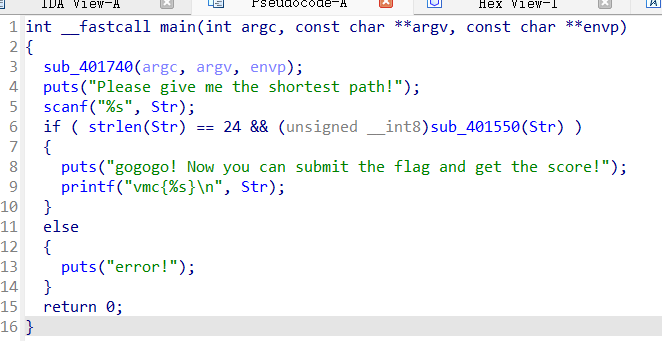 IDA View-A Pseudocode-A Hex View-1
1 int __fastcall main(int argc, const char **argv, const char **envp)
2 {
3 sub_401740(argc, argv, envp);
4 puts("Please give me the shortest path!");
5 scanf("%s", Str);
6 if ( strlen(Str) == 24 && (unsigned __int8)sub_401550(Str) )
7 {
8 puts("gogogo! Now you can submit the flag and get the score!");
9 printf("vmc{%s}\n", Str);
10 }
11 else
12 {
13 puts("error!");
14 }
15 return 0;
16 }